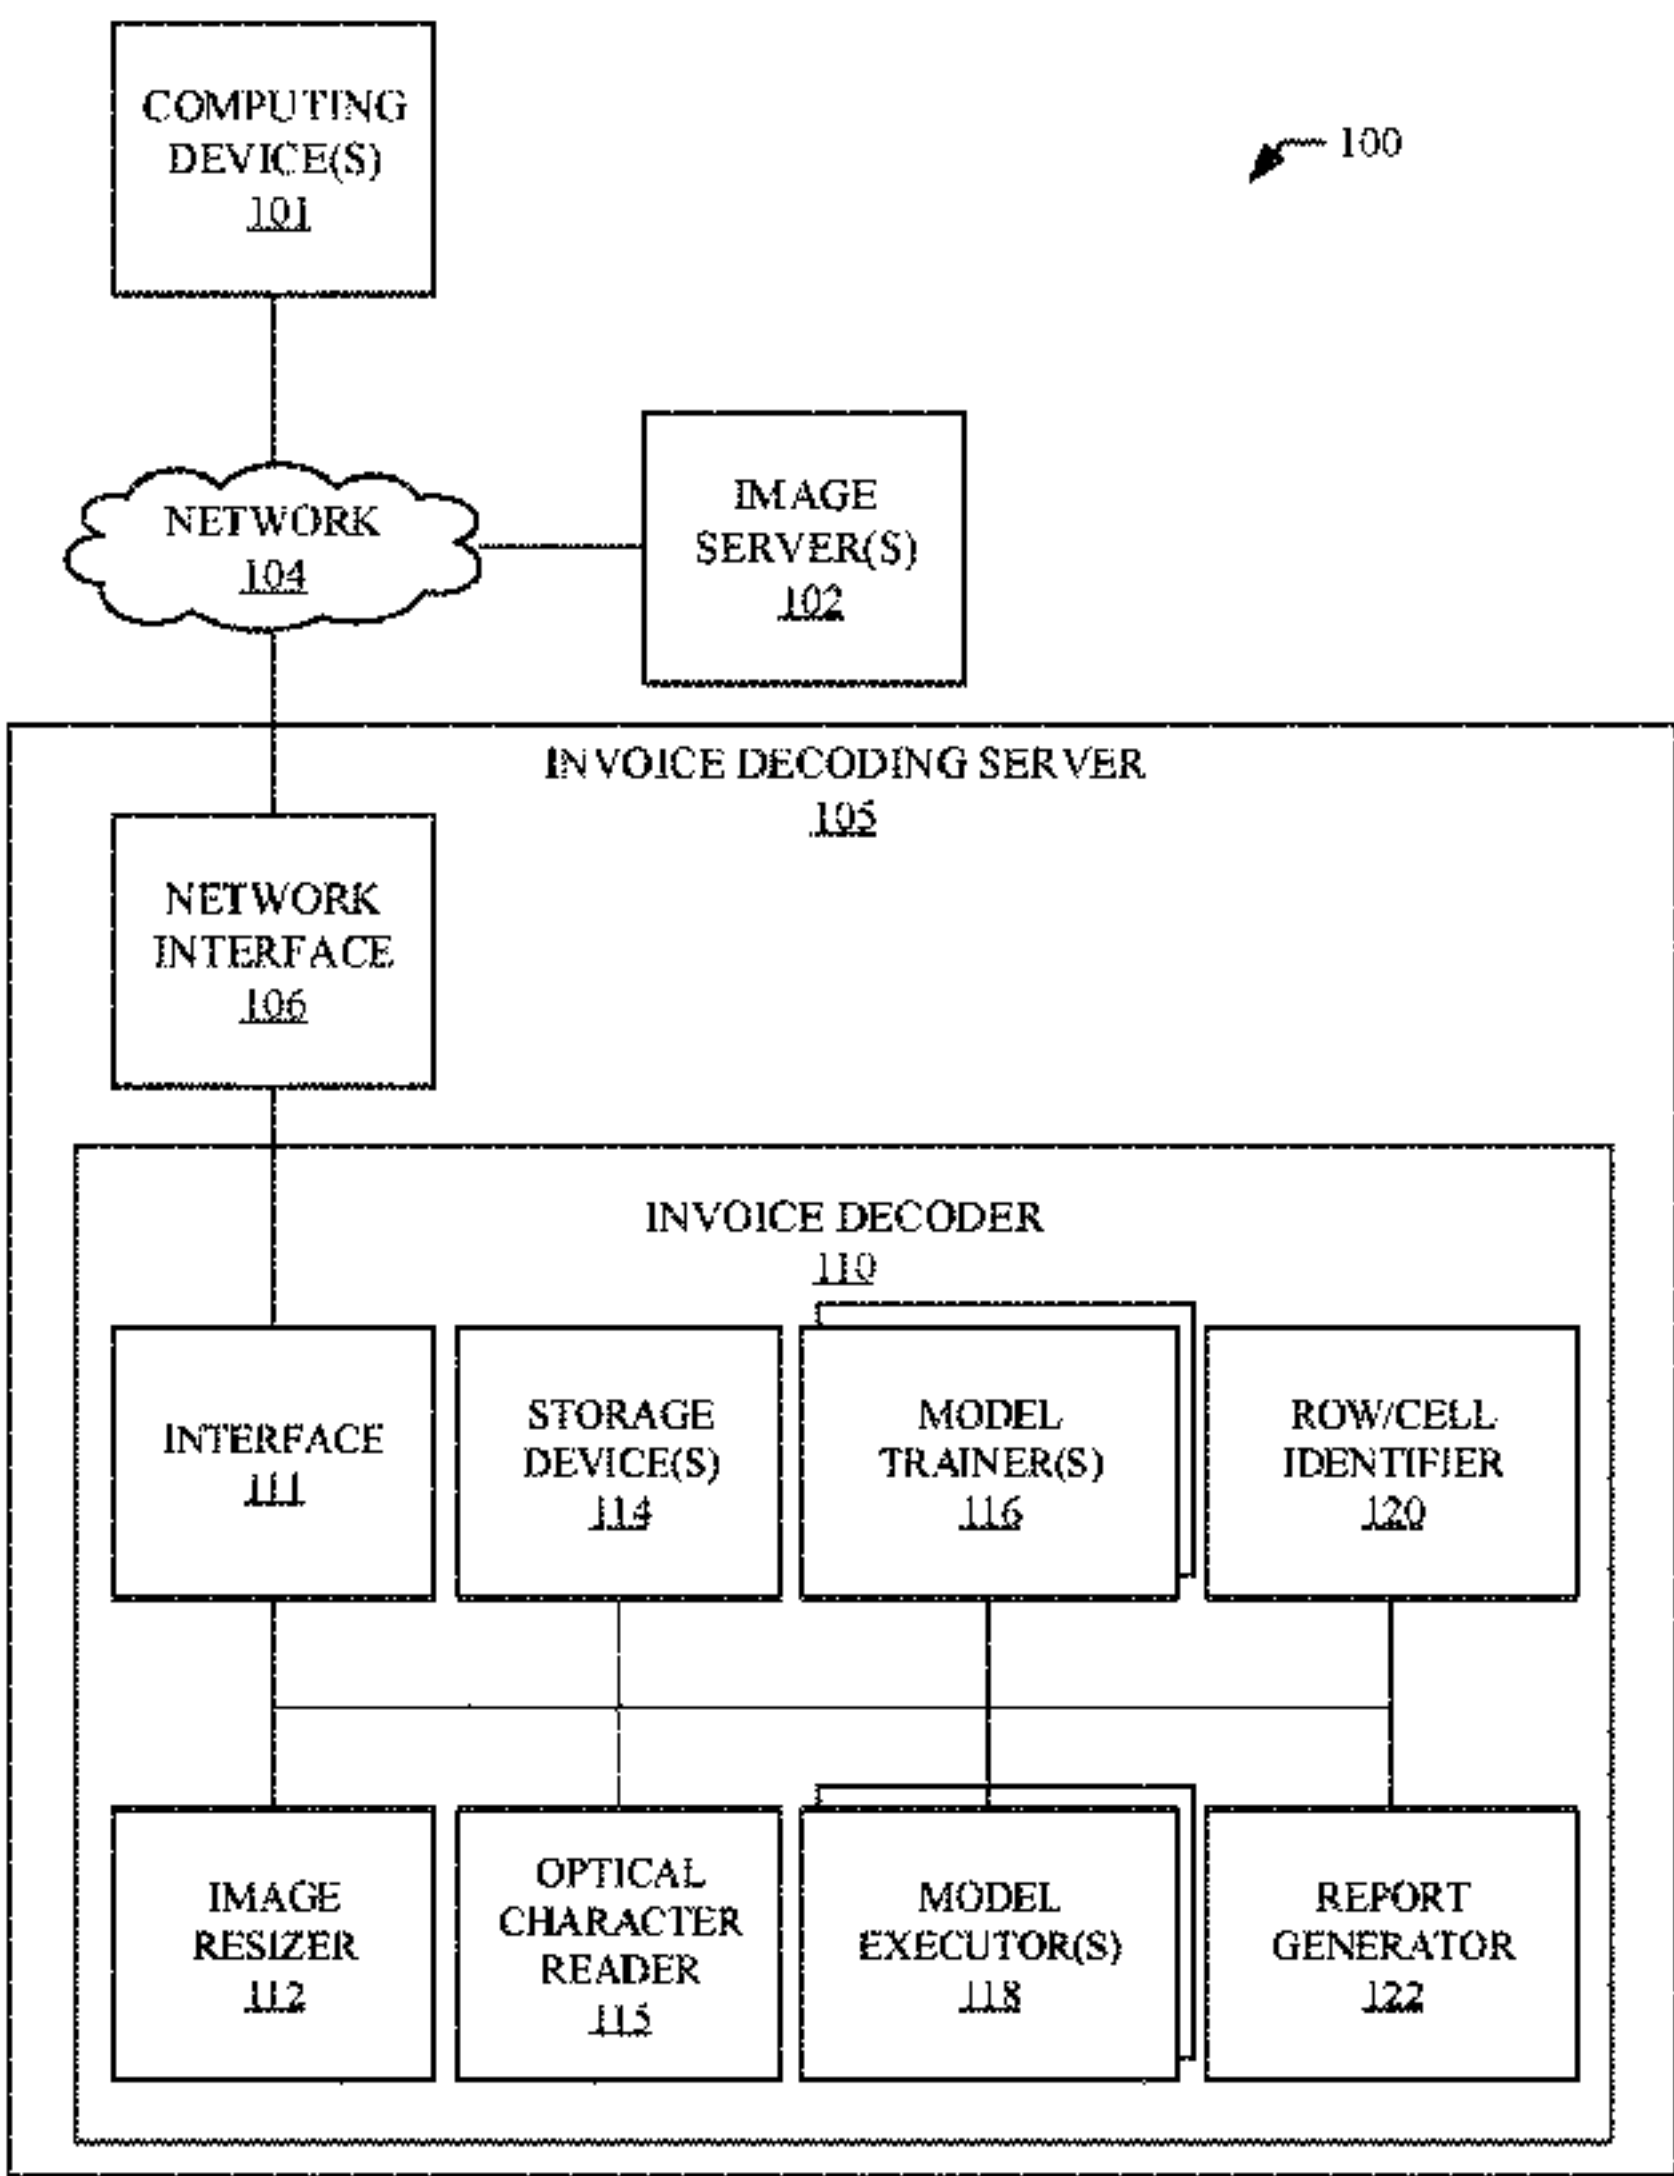 COMPUTING
DEVICE(S)
101
100
NETWORK
104
IMAGE
SERVER(S)
102
INVOICE DECODING SERVER
105
NETWORK
INTERFACE
106
INVOICE DECODER
110
INTERFACE
111
STORAGE
DEVICE(S)
114
MODEL
TRAINER(S)
116
ROW/CELL
IDENTIFIER
120
IMAGE
RESIZER
112
OPTICAL
CHARACTER
READER
115
MODEL
EXECUTOR(S)
118
REPORT
GENERATOR
122